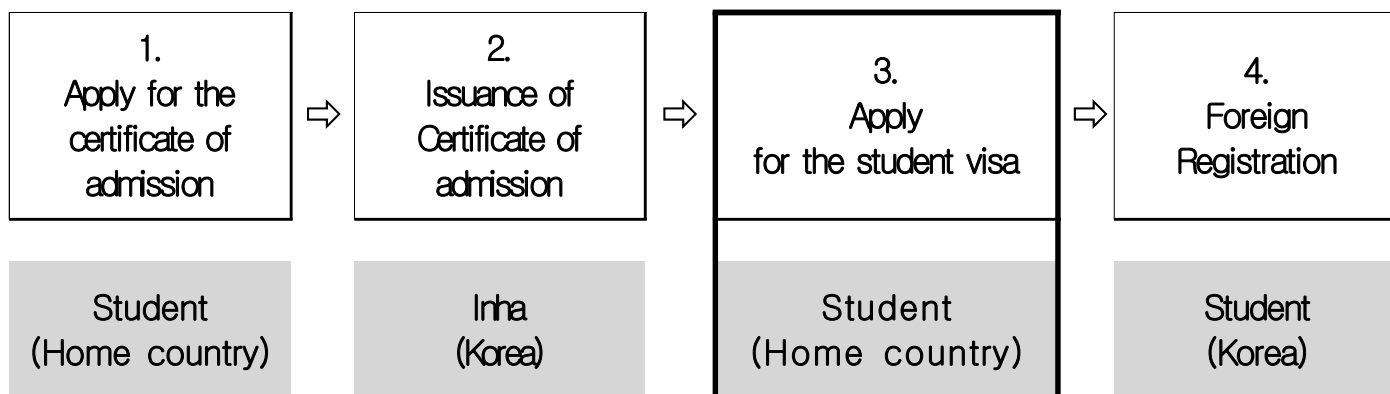 1.
Apply for the
certificate of
admission
2.
Issuance of
Certificate of
admission
3.
Apply
for the student visa
4.
Foreign
Registration
Student
(Home country)
Inha
(Korea)
Student
(Home country)
Student
(Korea)